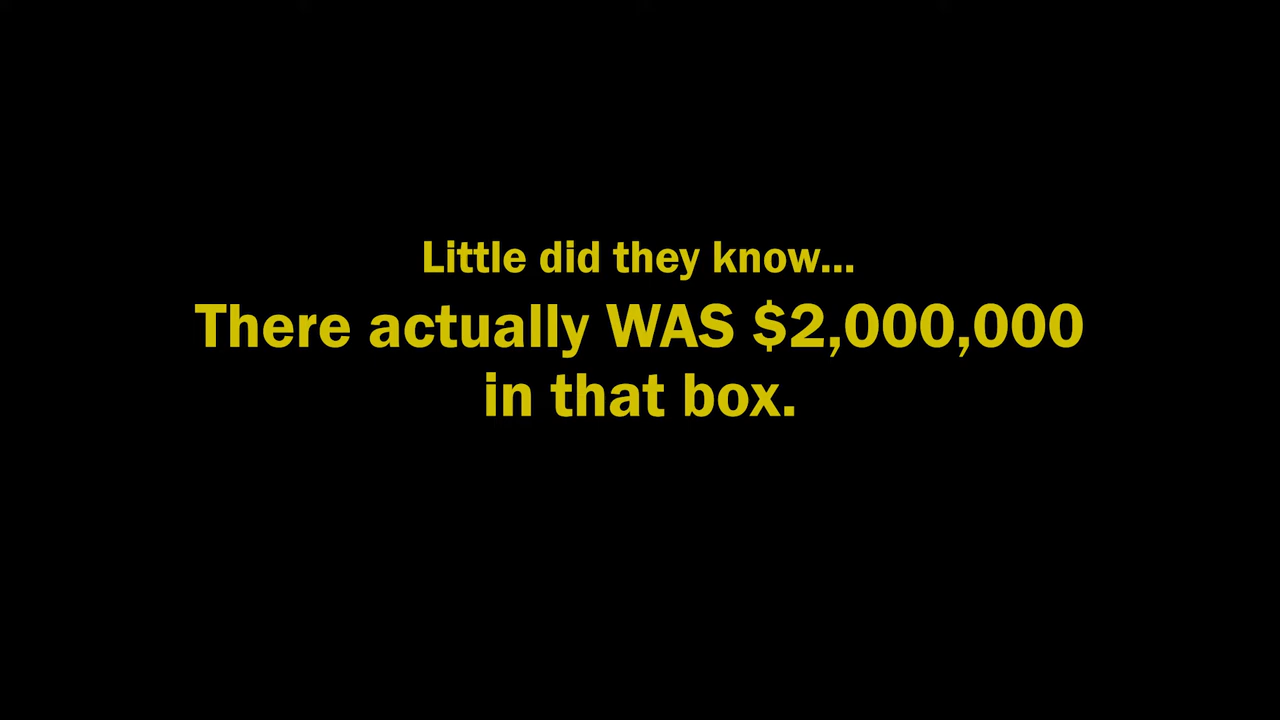 Little did they know...
There actually WAS $2,000,000
in that box.